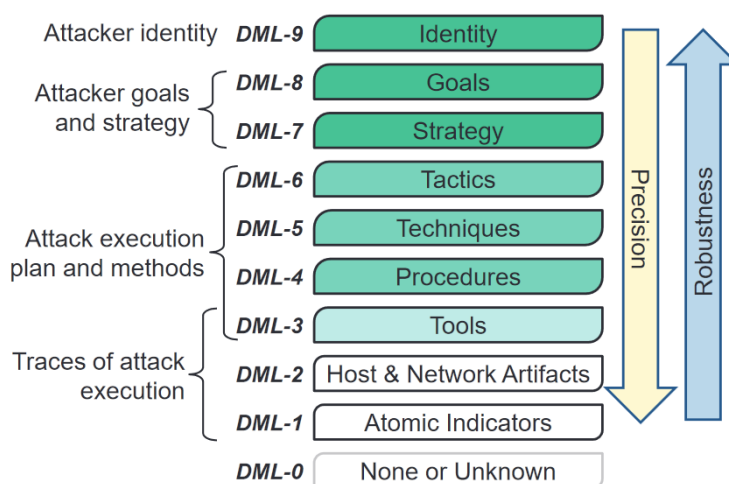 Attacker identity DML-9 Identity
Attacker goals
and strategy
DML-8 Goals
DML-7 Strategy
Attack execution
plan and methods
DML-6 Tactics
DML-5 Techniques
DML-4 Procedures
Traces of attack
execution
DML-3 Tools
DML-2 Host & Network Artifacts
DML-1 Atomic Indicators
DML-0 None or Unknown
Precision
Robustness